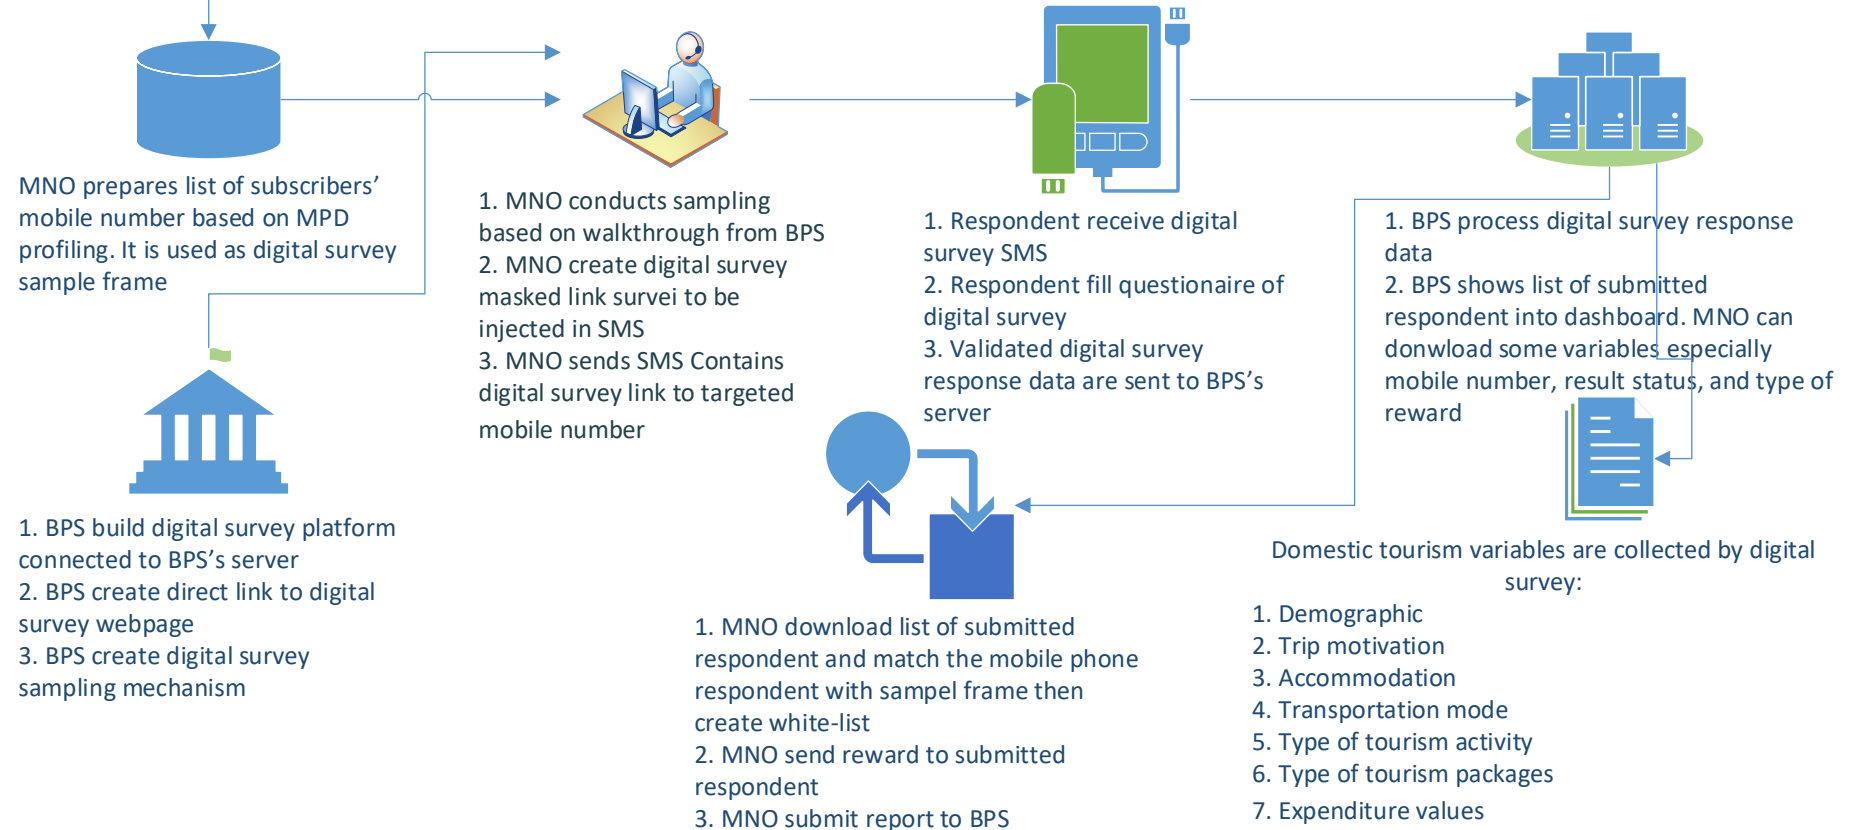 MNO prepares list of subscribers’
mobile number based on MPD
profiling. It is used as digital survey
sample frame
1. BPS build digital survey platform
connected to BPS’s server
2. BPS create direct link to digital
survey webpage
3. BPS create digital survey
sampling mechanism
1. MNO conducts sampling
based on walkthrough from BPS
2. MNO create digital survey
masked link survei to be
injected in SMS
3. MNO sends SMS Contains
digital survey link to targeted
mobile number
1. Respondent receive digital
survey SMS
2. Respondent fill questionaire of
digital survey
3. Validated digital survey
response data are sent to BPS’s
server
1. BPS process digital survey response
data
2. BPS shows list of submitted
respondent into dashboard. MNO can
donwload some variables especially
mobile number, result status, and type of
reward
1. MNO download list of submitted
respondent and match the mobile phone
respondent with sampel frame then
create white-list
2. MNO send reward to submitted
respondent
3. MNO submit report to BPS
Domestic tourism variables are collected by digital
survey:
1. Demographic
2. Trip motivation
3. Accommodation
4. Transportation mode
5. Type of tourism activity
6. Type of tourism packages
7. Expenditure values